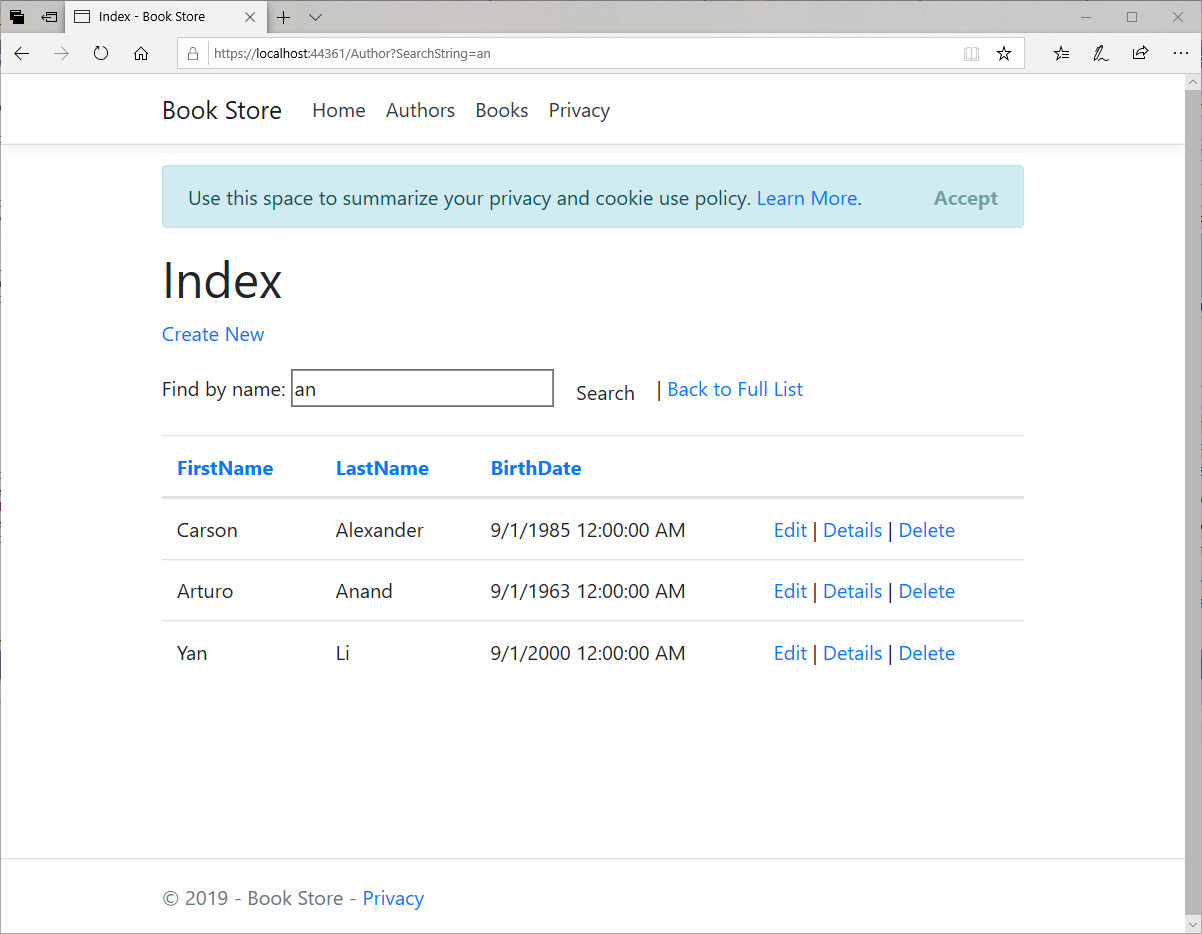 Index - Book Store
https://localhost:44361/Author?SearchString=an
Book Store Home Authors Books Privacy
Use this space to summarize your privacy and cookie use policy. Learn More. Accept
Index
Create New
Find by name: an Search | Back to Full List
FirstName LastName BirthDate
Carson Alexander 9/1/1985 12:00:00 AM Edit | Details | Delete
Arturo Anand 9/1/1963 12:00:00 AM Edit | Details | Delete
Yan Li 9/1/2000 12:00:00 AM Edit | Details | Delete
© 2019 - Book Store - Privacy